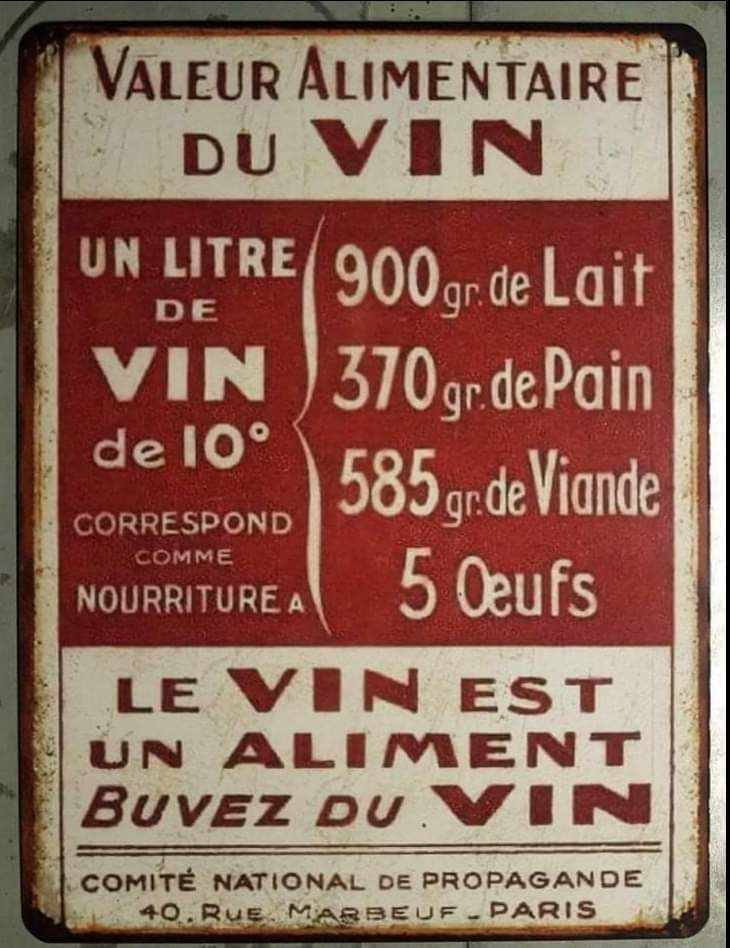 VALEUR ALIMENTAIRE
DU VIN
UN LITRE
DE
VIN
de 10°
CORRESPOND
COMME
NOURRITURE A
900 gr. de Lait
370 gr. de Pain
585 gr. de Viande
5 Œufs
LE VIN EST
UN ALIMENT
BUVEZ DU VIN
COMITÉ NATIONAL DE PROPAGANDE
40, RUE MARBEUF - PARIS